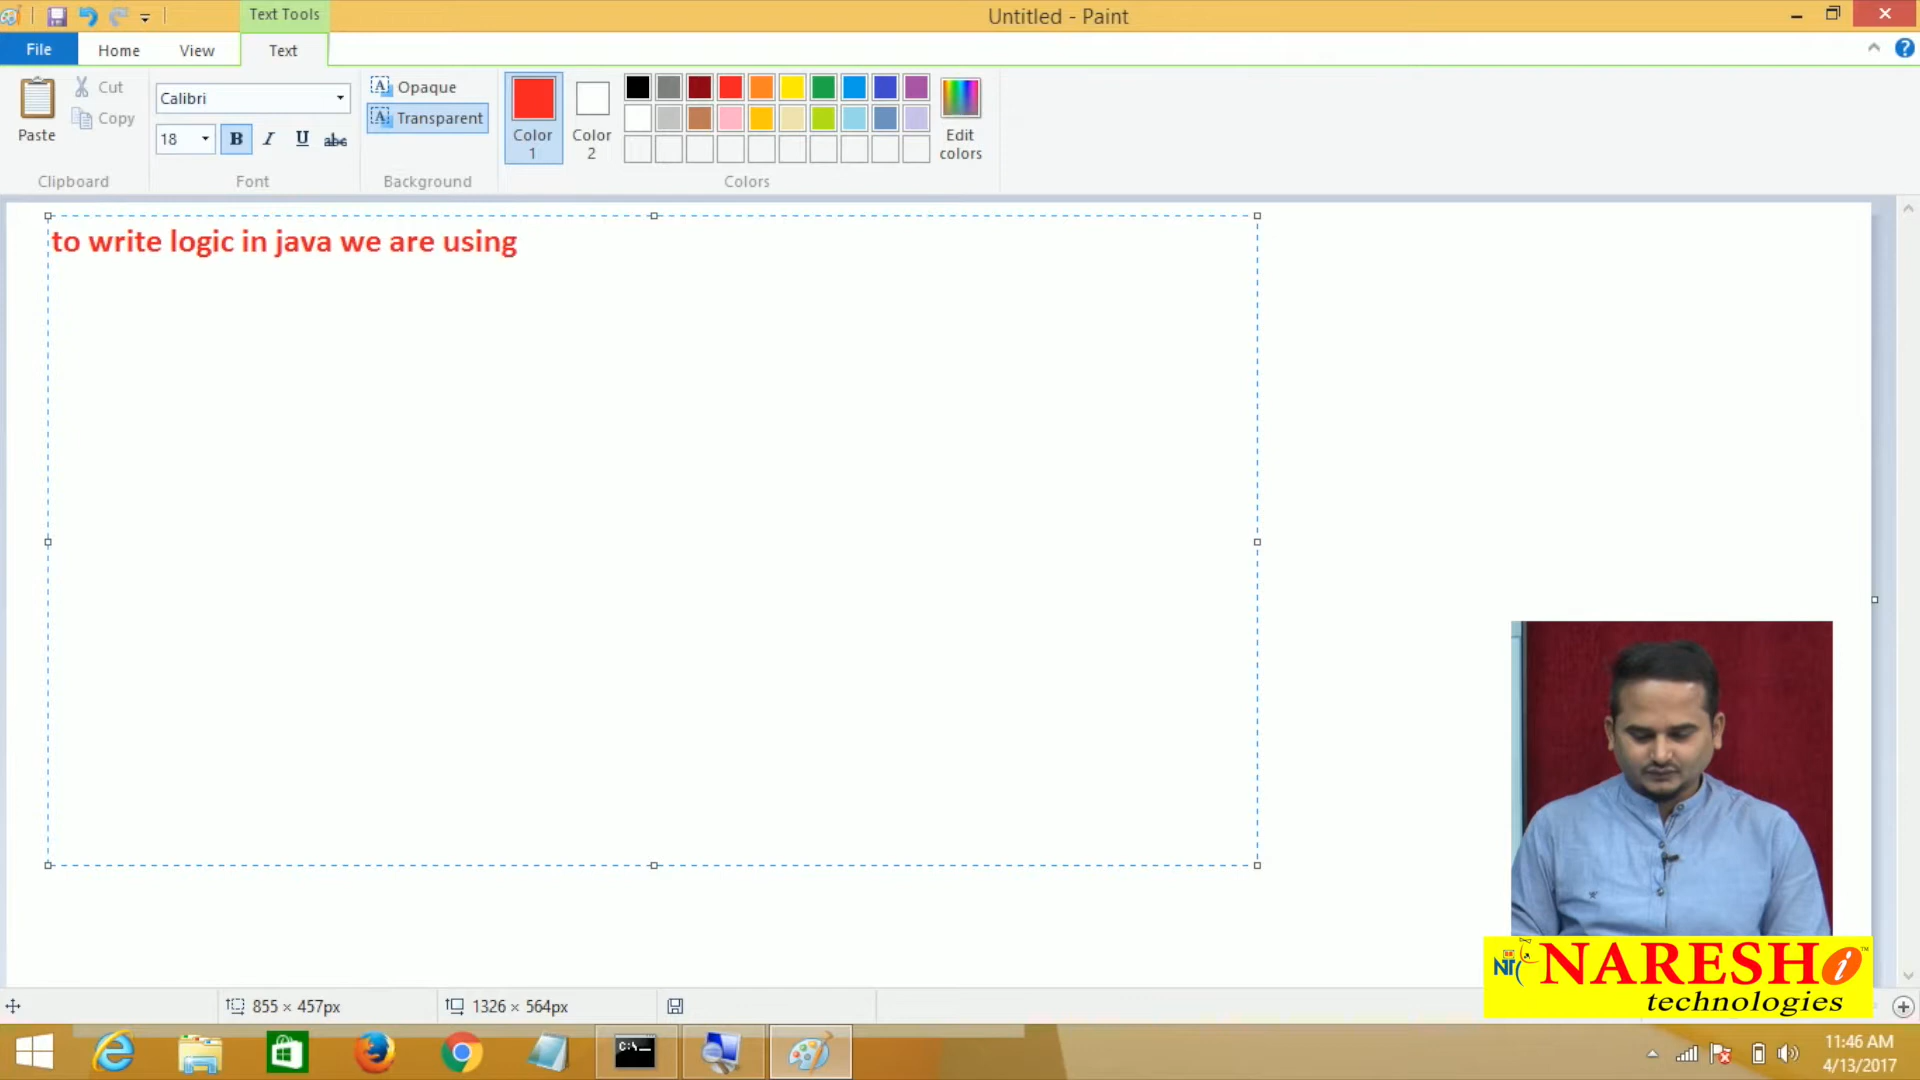 Text Tools
Untitled - Paint
File
Home
View
Text
Cut
Copy
Paste
Calibri
18
B
I
U
abc
Opaque
Transparent
Color
1
Color
2
Edit
colors
Clipboard
Font
Background
Colors
to write logic in java we are using
855 × 457px
1326 × 564px
NARESH i
technologies
11:46 AM
4/13/2017